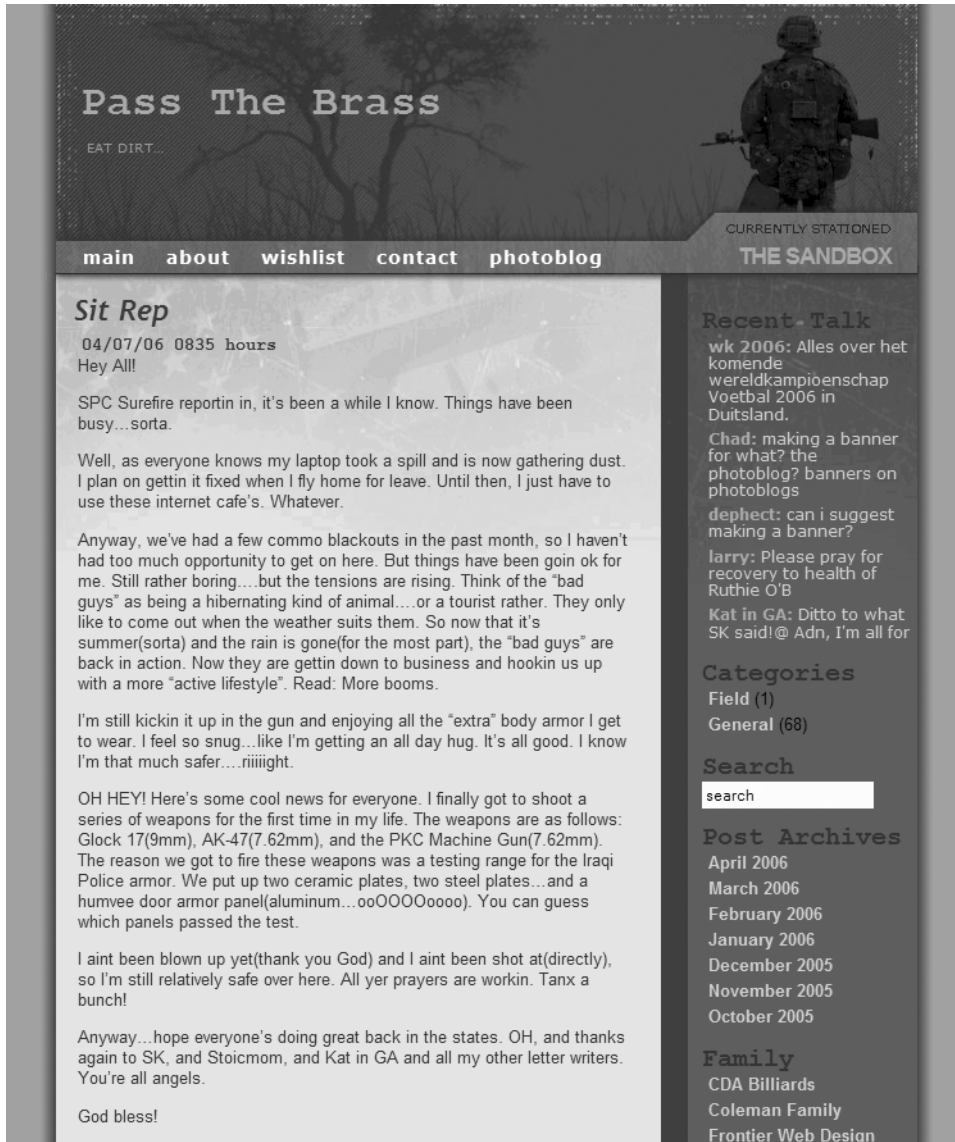 Pass The Brass
EAT DIRT...
CURRENTLY STATIONED
THE SANDBOX
main about wishlist contact photoblog
Sit Rep
04/07/06 0835 hours
Hey All!
SPC Surefire reportin in, it's been a while I know. Things have been
busy…sorta.
Well, as everyone knows my laptop took a spill and is now gathering dust.
I plan on gettin it fixed when I fly home for leave. Until then, I just have to
use these internet cafe's. Whatever.
Anyway, we've had a few commo blackouts in the past month, so I haven't
had too much opportunity to get on here. But things have been goin ok for
me. Still rather boring….but the tensions are rising. Think of the “bad
guys” as being a hibernating kind of animal….or a tourist rather. They only
like to come out when the weather suits them. So now that it's
summer(sorta) and the rain is gone(for the most part), the “bad guys” are
back in action. Now they are gettin down to business and hookin us up
with a more “active lifestyle”. Read: More booms.
I'm still kickin it up in the gun and enjoying all the “extra” body armor I get
to wear. I feel so snug…like I'm getting an all day hug. It's all good. I know
I'm that much safer….riiiiight.
OH HEY! Here's some cool news for everyone. I finally got to shoot a
series of weapons for the first time in my life. The weapons are as follows:
Glock 17(9mm), AK-47(7.62mm), and the PKC Machine Gun(7.62mm).
The reason we got to fire these weapons was a testing range for the Iraqi
Police armor. We put up two ceramic plates, two steel plates…and a
humvee door armor panel(aluminum…ooOOOOoooo). You can guess
which panels passed the test.
I aint been blown up yet(thank you God) and I aint been shot at(directly),
so I'm still relatively safe over here. All yer prayers are workin. Tanx a
bunch!
Anyway…hope everyone's doing great back in the states. OH, and thanks
again to SK, and Stoicmom, and Kat in GA and all my other letter writers.
You're all angels.
God bless!
Recent Talk
wk 2006: Alles over het
komende
wereldkampioenschap
Voetbal 2006 in
Duitsland.
Chad: making a banner
for what? the
photoblog? banners on
photoblogs
dephect: can i suggest
making a banner?
larry: Please pray for
recovery to health of
Ruthie O'B
Kat in GA: Ditto to what
SK said!@ Adn, I'm all for
Categories
Field (1)
General (68)
Search
search
Post Archives
April 2006
March 2006
February 2006
January 2006
December 2005
November 2005
October 2005
Family
CDA Billiards
Coleman Family
Frontier Web Design